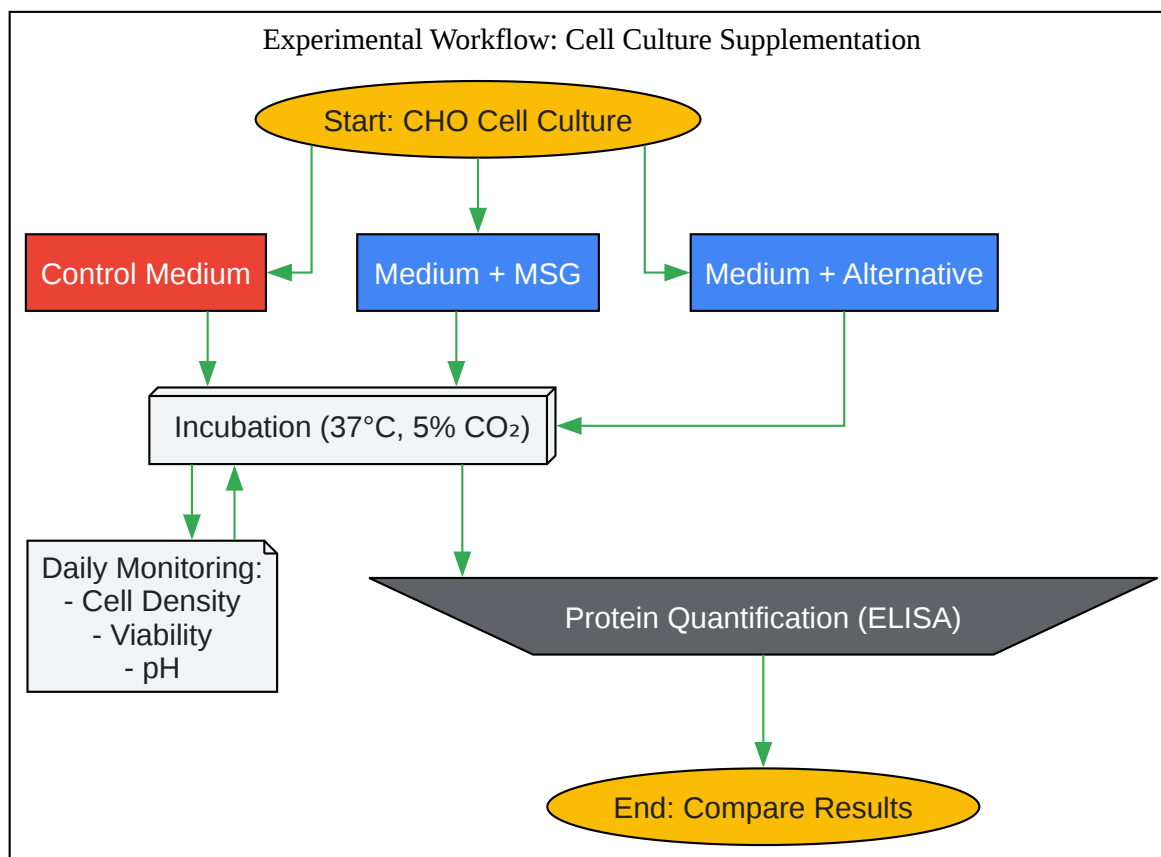 Experimental Workflow: Cell Culture Supplementation
Start: CHO Cell Culture
Control Medium
Medium + MSG
Medium + Alternative
Incubation (37°C, 5% CO₂)
Daily Monitoring:
- Cell Density
- Viability
- pH
Protein Quantification (ELISA)
End: Compare Results